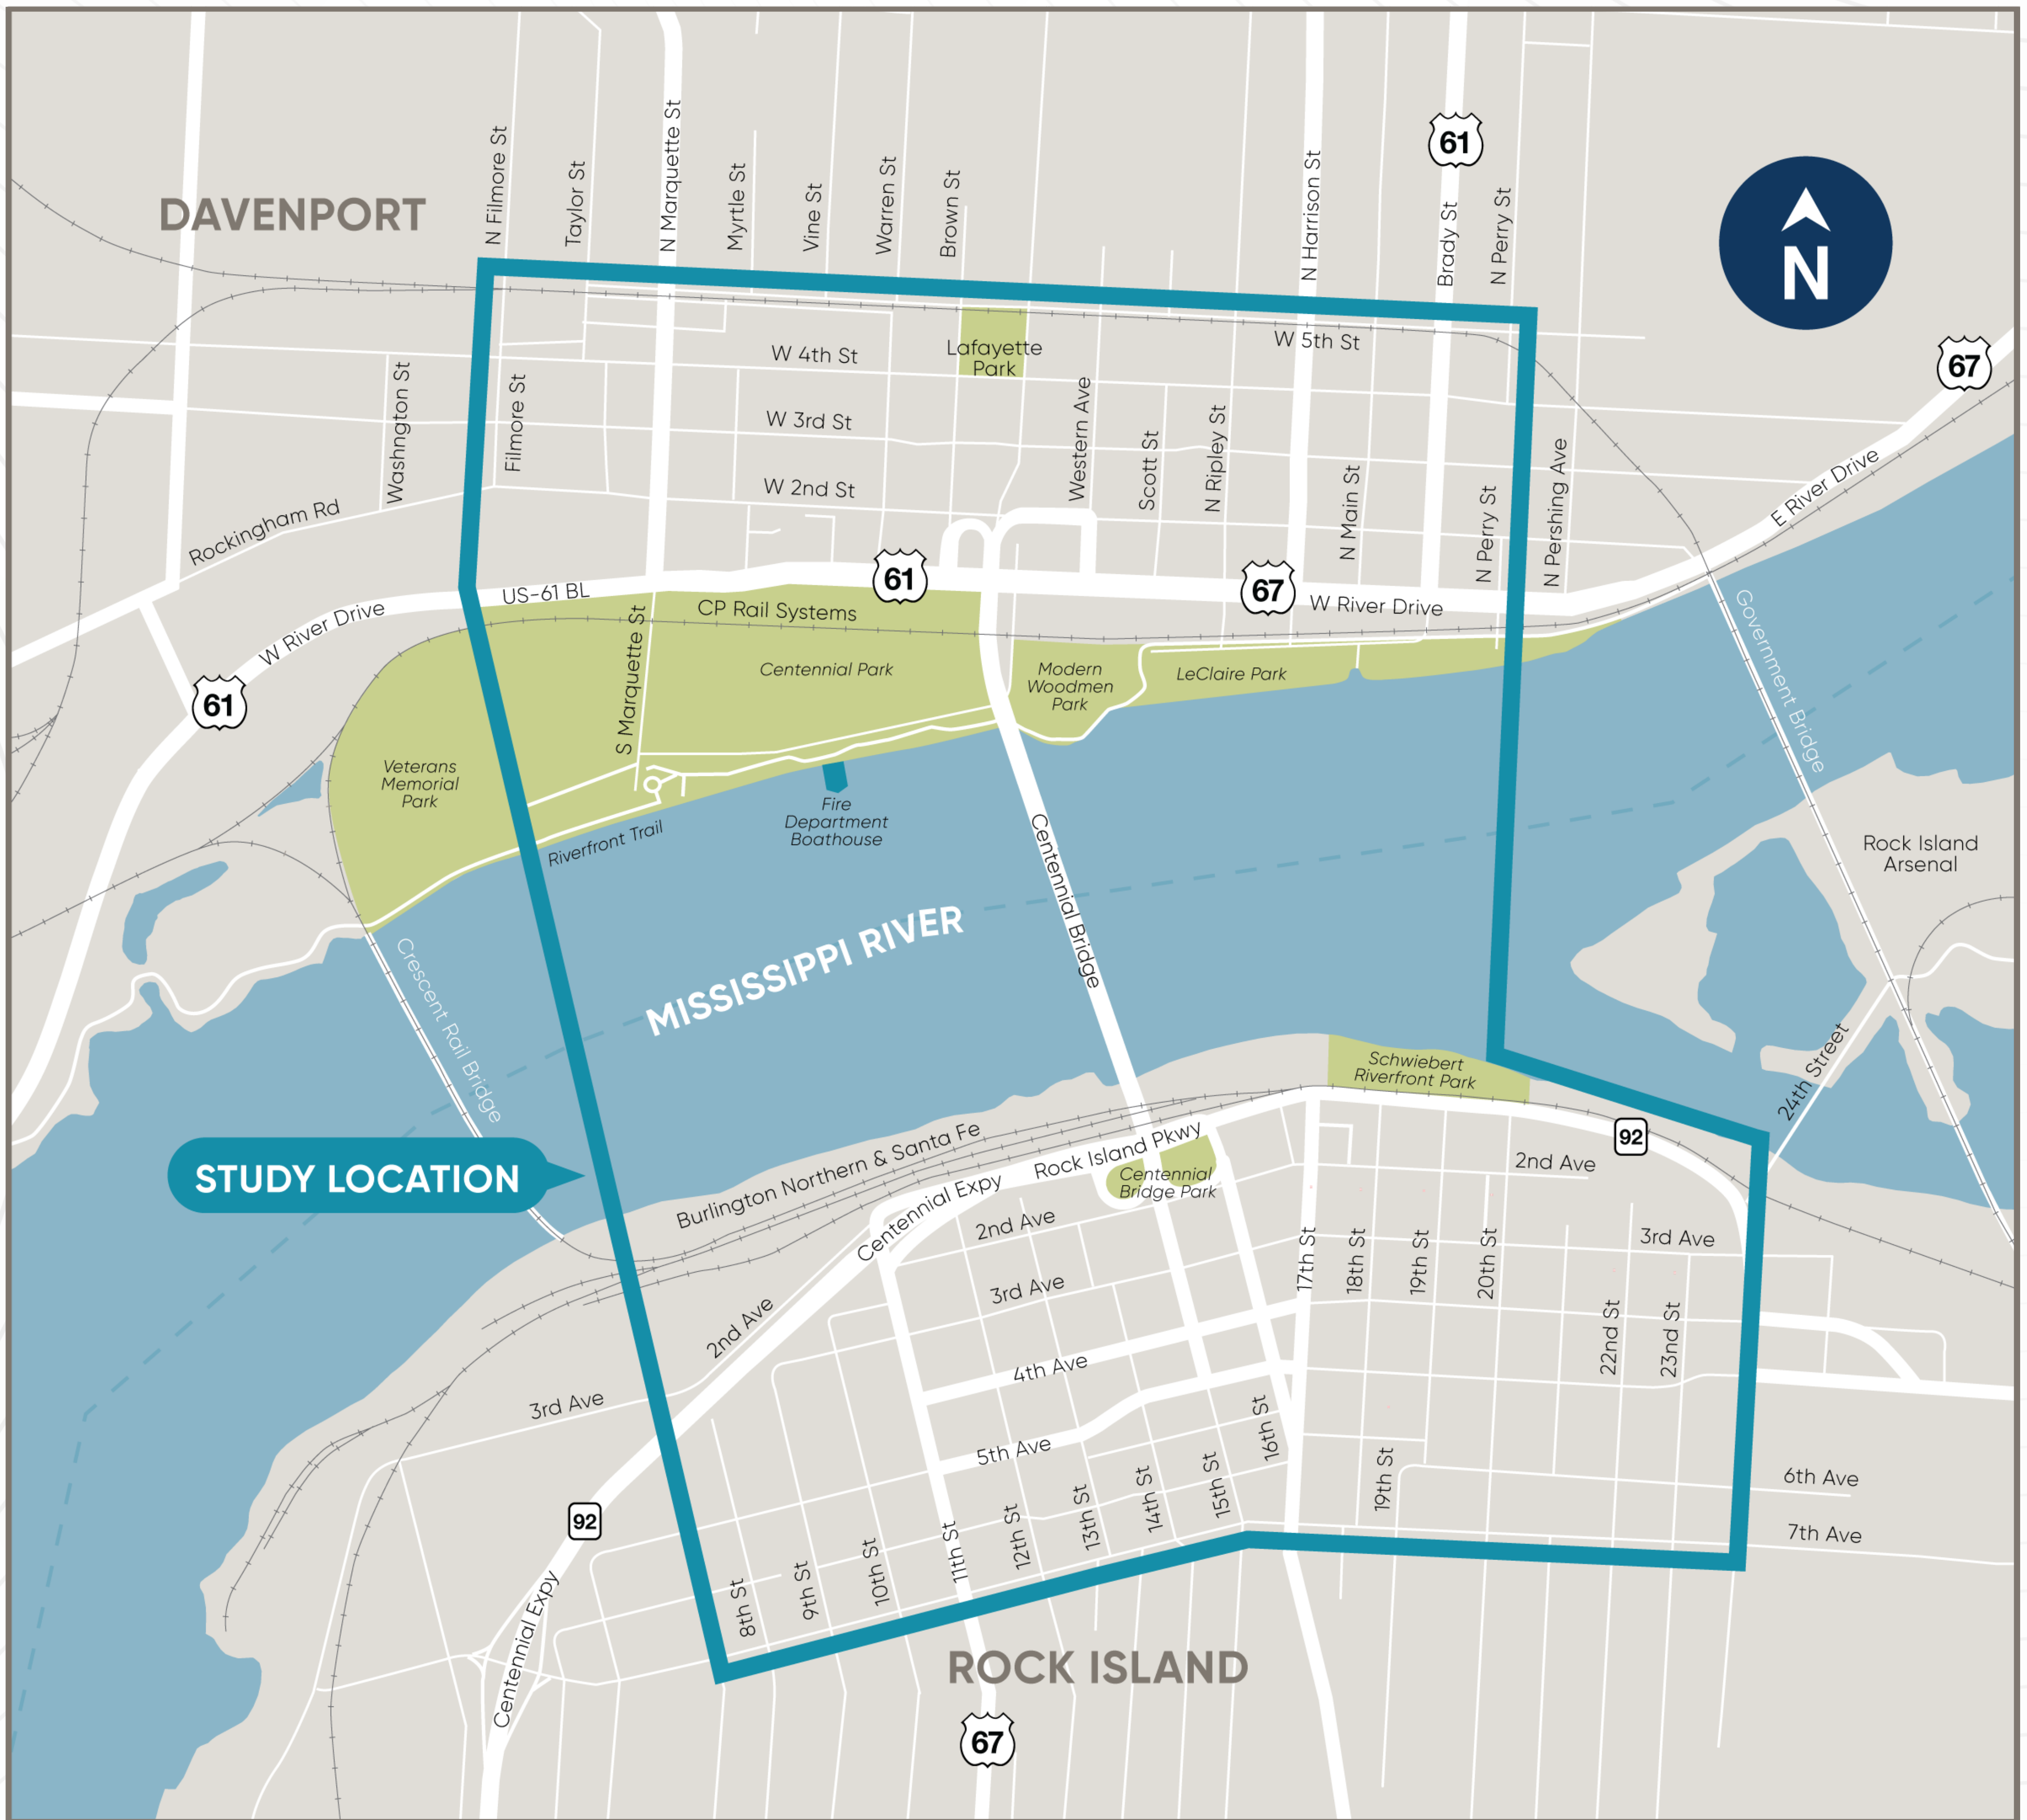 DAVENPORT
N Filmore St
Taylor St
N Marquette St
Myrtle St
Vine St
Warren St
Brown St
N Harrison St
61
Brady St
N Perry St
N
67
W 4th St
Lafayette
Park
W 5th St
Washngton St
Filmore St
W 3rd St
Western Ave
Scott St
N Ripley St
N Main St
W 2nd St
N Perry St
N Pershing Ave
E River Drive
Rockingham Rd
US-61 BL
61
67
W River Drive
W River Drive
CP Rail Systems
61
S Marquette St
Centennial Park
Modern
Woodmen
Park
LeClaire Park
Government Bridge
Veterans
Memorial
Park
Fire
Department
Boathouse
Riverfront Trail
Centennial Bridge
Rock Island
Arsenal
MISSISSIPPI RIVER
Crescent Rail Bridge
Schwiebert
Riverfront Park
24th Street
STUDY LOCATION
Burlington Northern & Santa Fe
Rock Island Pkwy
Centennial Expy
Centennial
Bridge Park
92
2nd Ave
2nd Ave
3rd Ave
17th St
18th St
19th St
20th St
3rd Ave
2nd Ave
22nd St
23rd St
4th Ave
3rd Ave
5th Ave
16th St
19th St
6th Ave
92
7th Ave
8th St
9th St
10th St
11th St
12th St
13th St
14th St
15th St
Centennial Expy
ROCK ISLAND
67